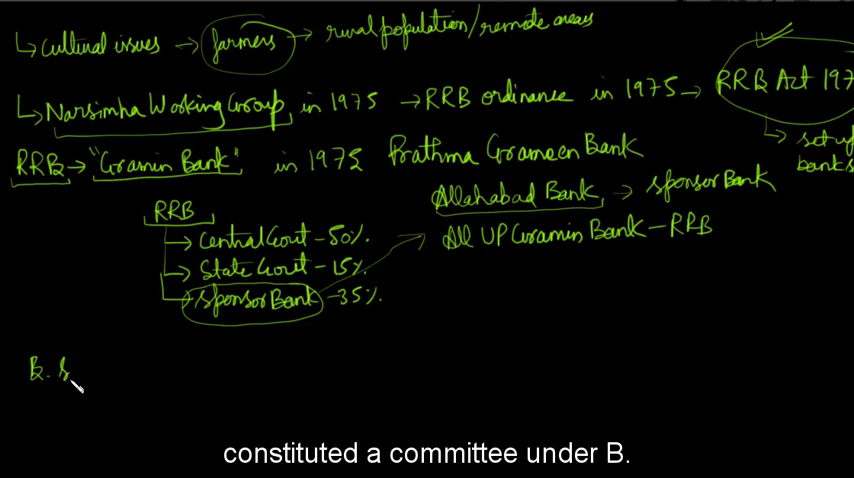 ↳ Cultural issues → farmers → rural population/remote areas
↳ Narsimha Working Group, in 1975 → RRB ordinance in 1975 → RRB Act 197
RRB → "Gramin Bank" in 1975 Prathma Grameen Bank
↳ set up
banks
Allahabad Bank, → Sponsor Bank
RRB
→ Central Govt - 50%.
→ All UP Gramin Bank - RRB
→ State Govt - 15%.
→ Sponsor Bank - 35%.
B. S
constituted a committee under B.